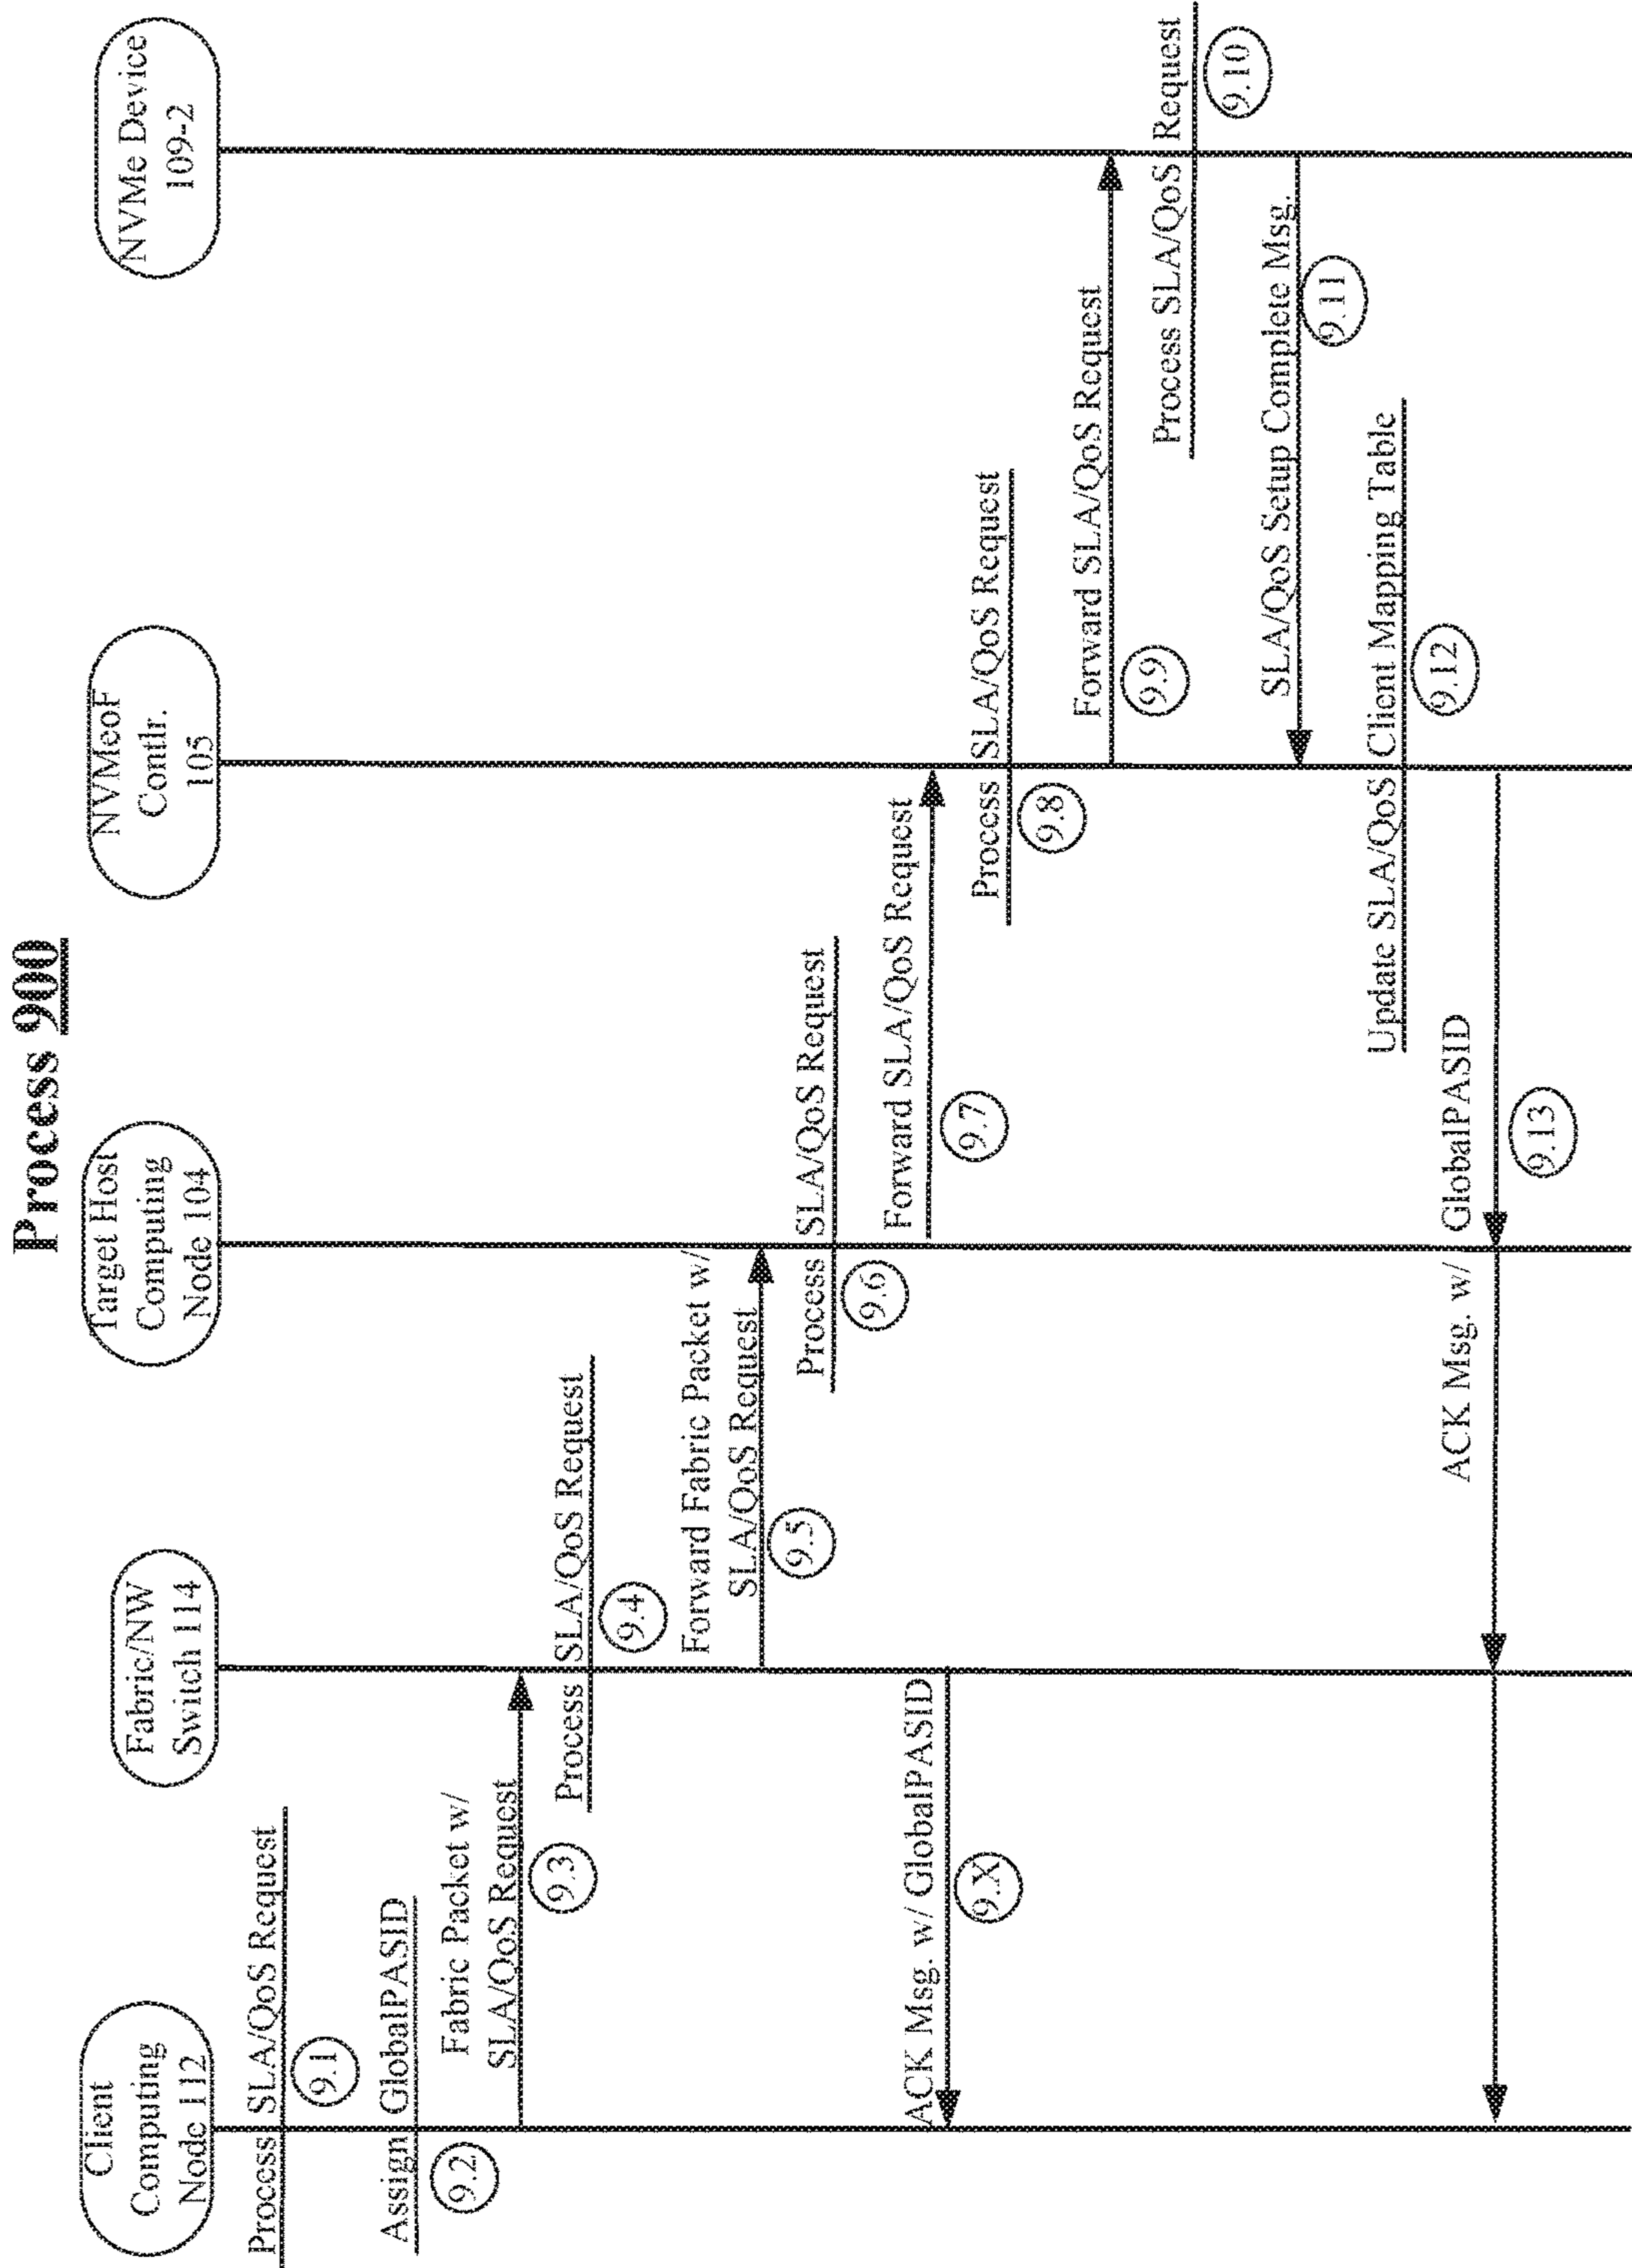 Process 900
Client
Computing
Node 112
Fabric/NW
Switch 114
Target Host
Computing
Node 104
NVMeoF
Contlr.
105
NVMe Device
109-2
Process SLA/QoS Request
9.1
Assign GlobalPASID
9.2
Fabric Packet w/
SLA/QoS Request
9.3
Process SLA/QoS Request
9.4
Forward Fabric Packet w/
SLA/QoS Request
9.5
Process SLA/QoS Request
9.6
Forward SLA/QoS Request
9.7
ACK Msg. w/ GlobalPASID
9.X
Process SLA/QoS Request
9.8
Forward SLA/QoS Request
9.9
Process SLA/QoS Request
9.10
SLA/QoS Setup Complete Msg.
9.11
Update SLA/QoS Client Mapping Table
9.12
ACK Msg. w/ GlobalPASID
9.13